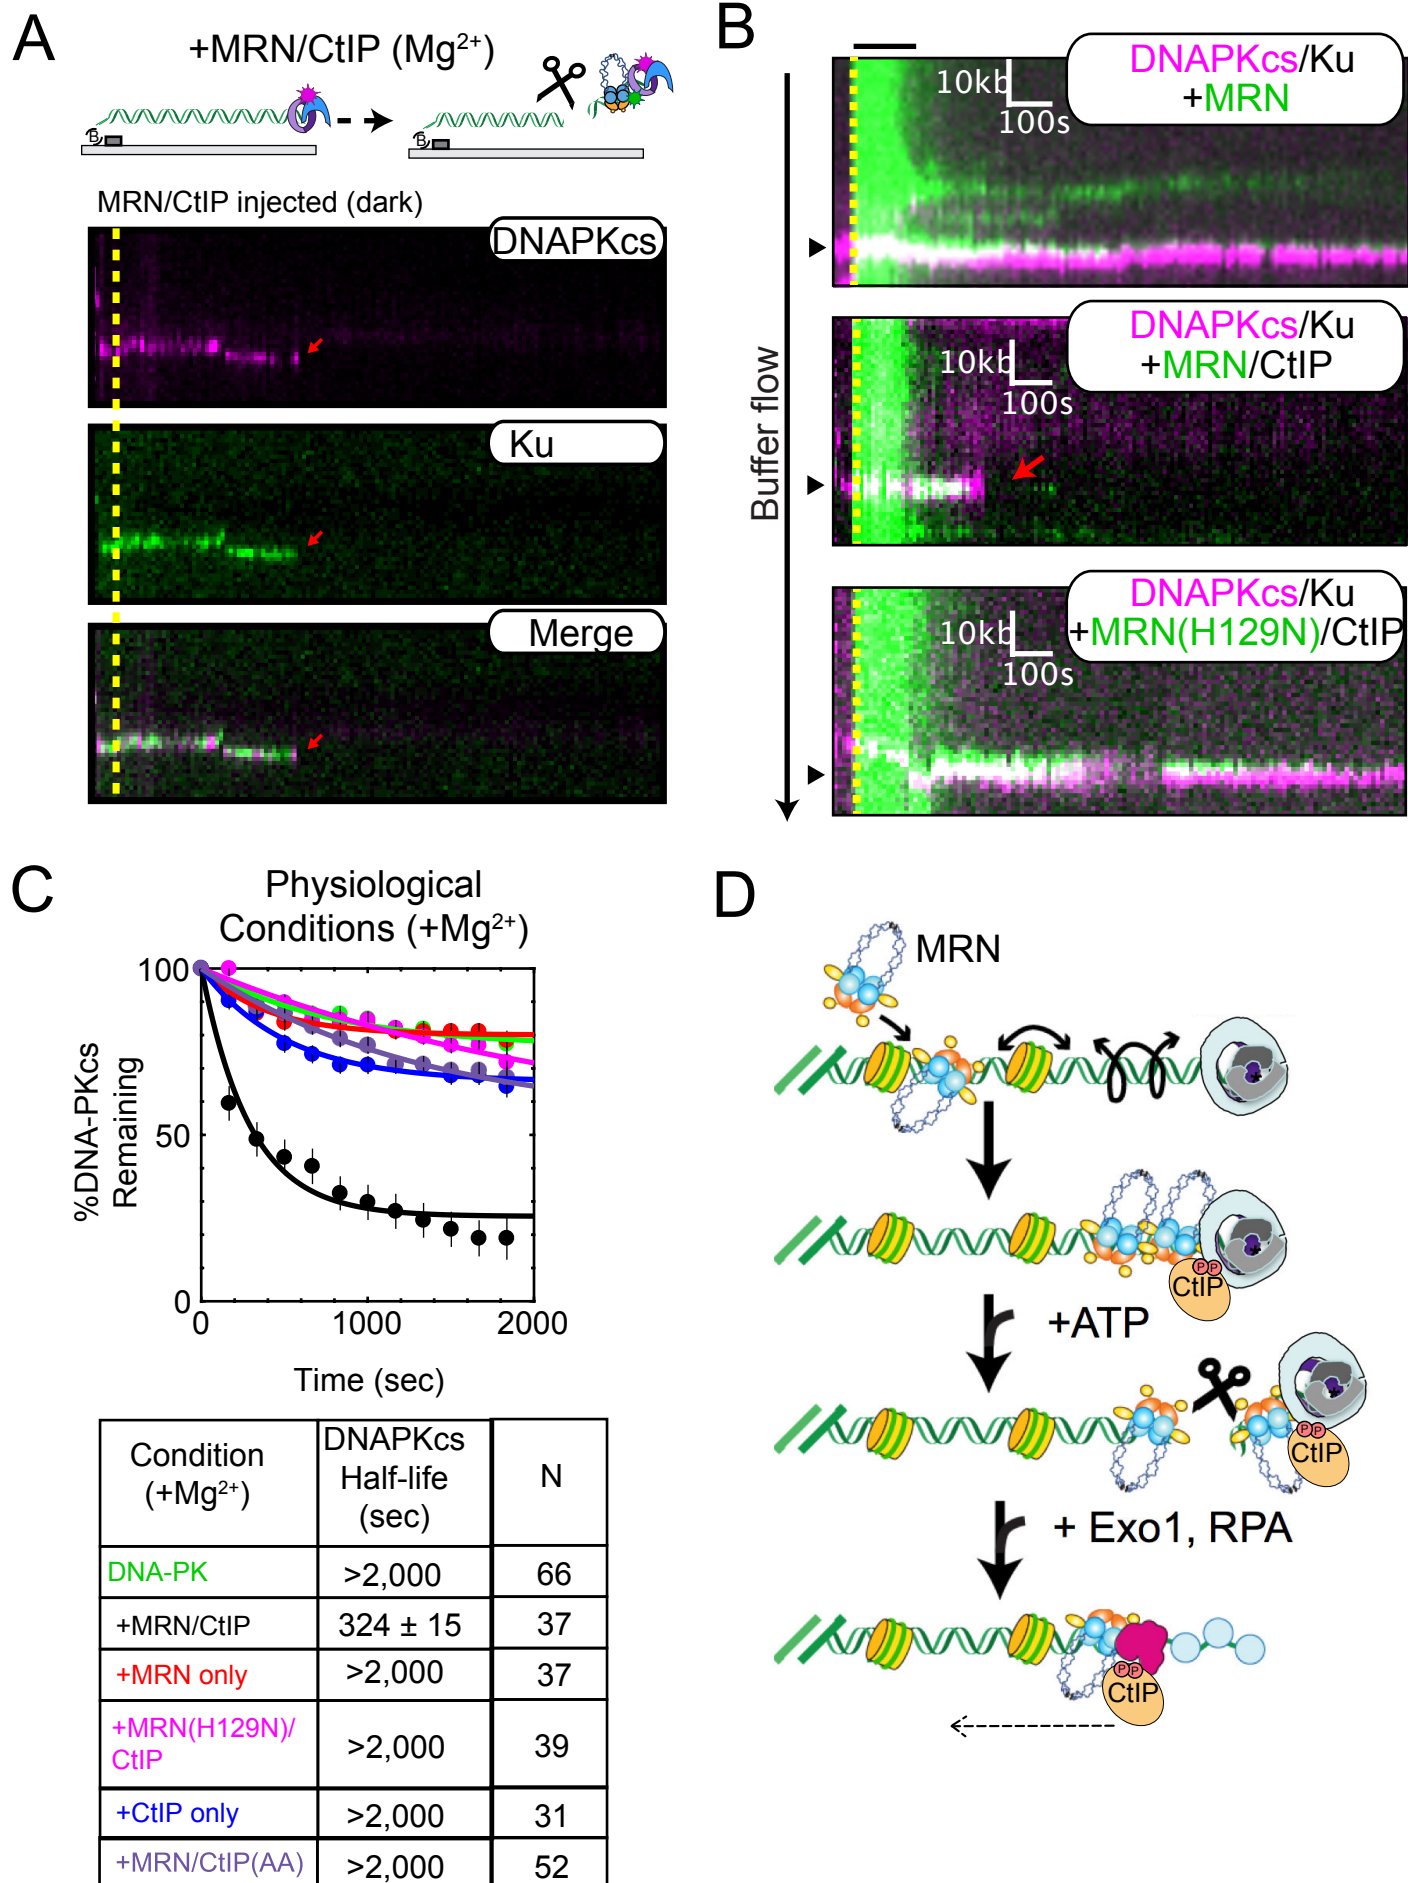 A
+MRN/CtIP (Mg²⁺)
B
B
MRN/CtIP injected (dark)
DNAPKcs
Ku
Merge
B
Buffer flow
10kb
100s
DNAPKcs/Ku
+MRN
10kb
100s
DNAPKcs/Ku
+MRN/CtIP
10kb
100s
DNAPKcs/Ku
+MRN(H129N)/CtIP
C
Physiological
Conditions (+Mg²⁺)
%DNA-PKcs
Remaining
100
50
0
0
1000
2000
Time (sec)
Condition
(+Mg²⁺)
DNAPKcs
Half-life
(sec)
N
DNA-PK
>2,000
66
+MRN/CtIP
324 ± 15
37
+MRN only
>2,000
37
+MRN(H129N)/
CtIP
>2,000
39
+CtIP only
>2,000
31
+MRN/CtIP(AA)
>2,000
52
D
MRN
P P
CtIP
+ATP
P P
CtIP
+ Exo1, RPA
P P
CtIP